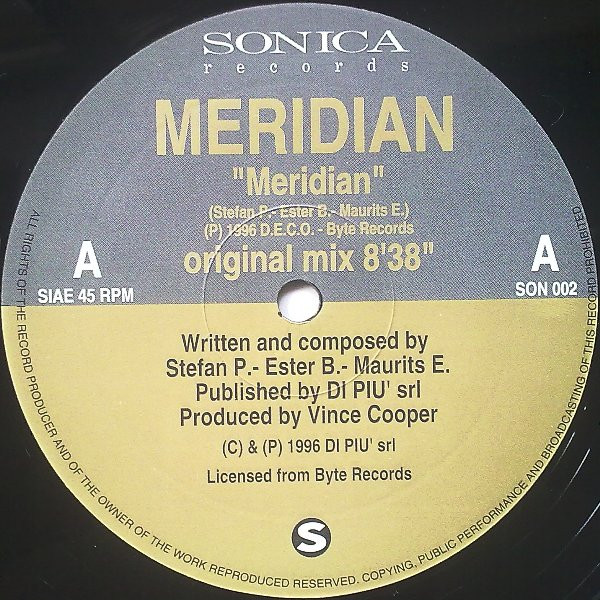 SONICA
records
MERIDIAN
"Meridian"
(Stefan P.- Ester B.- Maurits E.)
(P) 1996 D.E.C.O. - Byte Records
original mix 8'38"
A
SIAE 45 RPM
A
SON 002
Written and composed by
Stefan P.- Ester B.- Maurits E.
Published by DI PIU' srl
Produced by Vince Cooper
(C) & (P) 1996 DI PIU' srl
Licensed from Byte Records
S
ALL RIGHTS OF THE RECORD PRODUCER AND OF THE OWNER OF THE WORK REPRODUCED RESERVED. COPYING, PUBLIC PERFORMANCE AND BROADCASTING OF THIS RECORD PROHIBITED